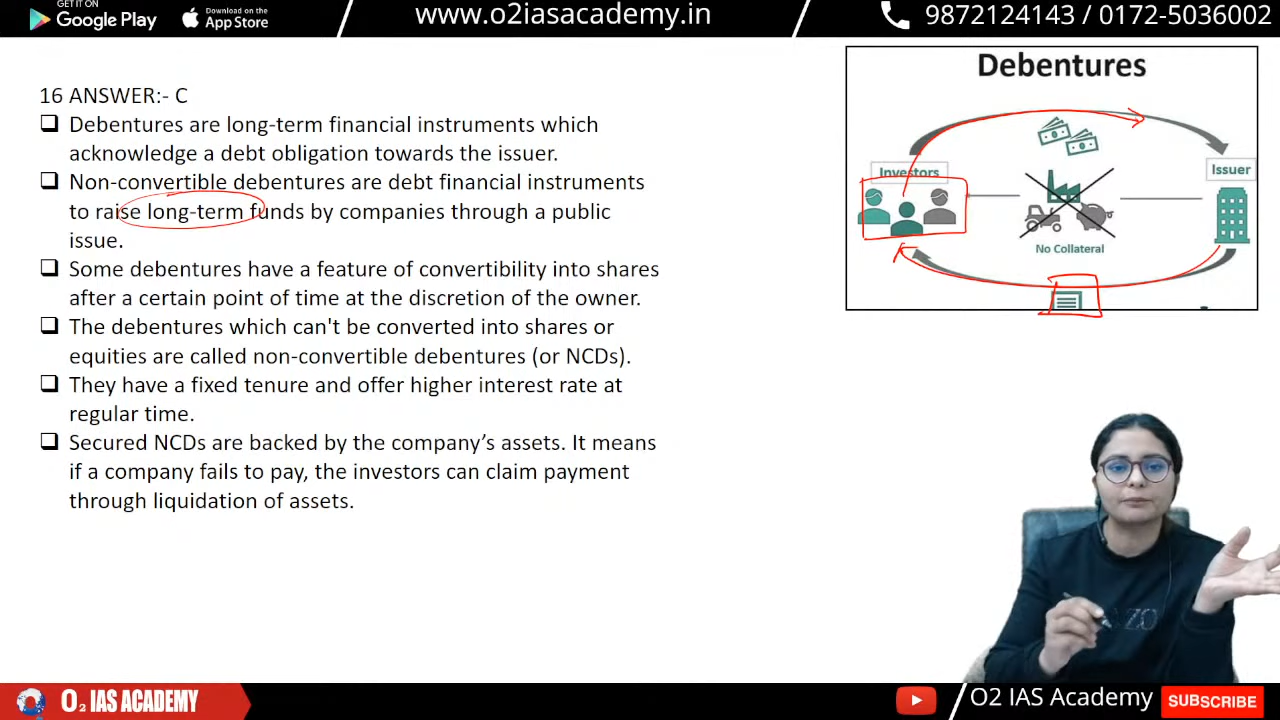 GET IT ON
Google Play
Download on the
App Store
www.o2iasacademy.in
9872124143 / 0172-5036002
16 ANSWER:- C
❑ Debentures are long-term financial instruments which
acknowledge a debt obligation towards the issuer.
❑ Non-convertible debentures are debt financial instruments
to raise long-term funds by companies through a public
issue.
❑ Some debentures have a feature of convertibility into shares
after a certain point of time at the discretion of the owner.
❑ The debentures which can't be converted into shares or
equities are called non-convertible debentures (or NCDs).
❑ They have a fixed tenure and offer higher interest rate at
regular time.
❑ Secured NCDs are backed by the company’s assets. It means
if a company fails to pay, the investors can claim payment
through liquidation of assets.
Debentures
Investors
Issuer
No Collateral
O2 IAS ACADEMY
O2 IAS Academy
SUBSCRIBE